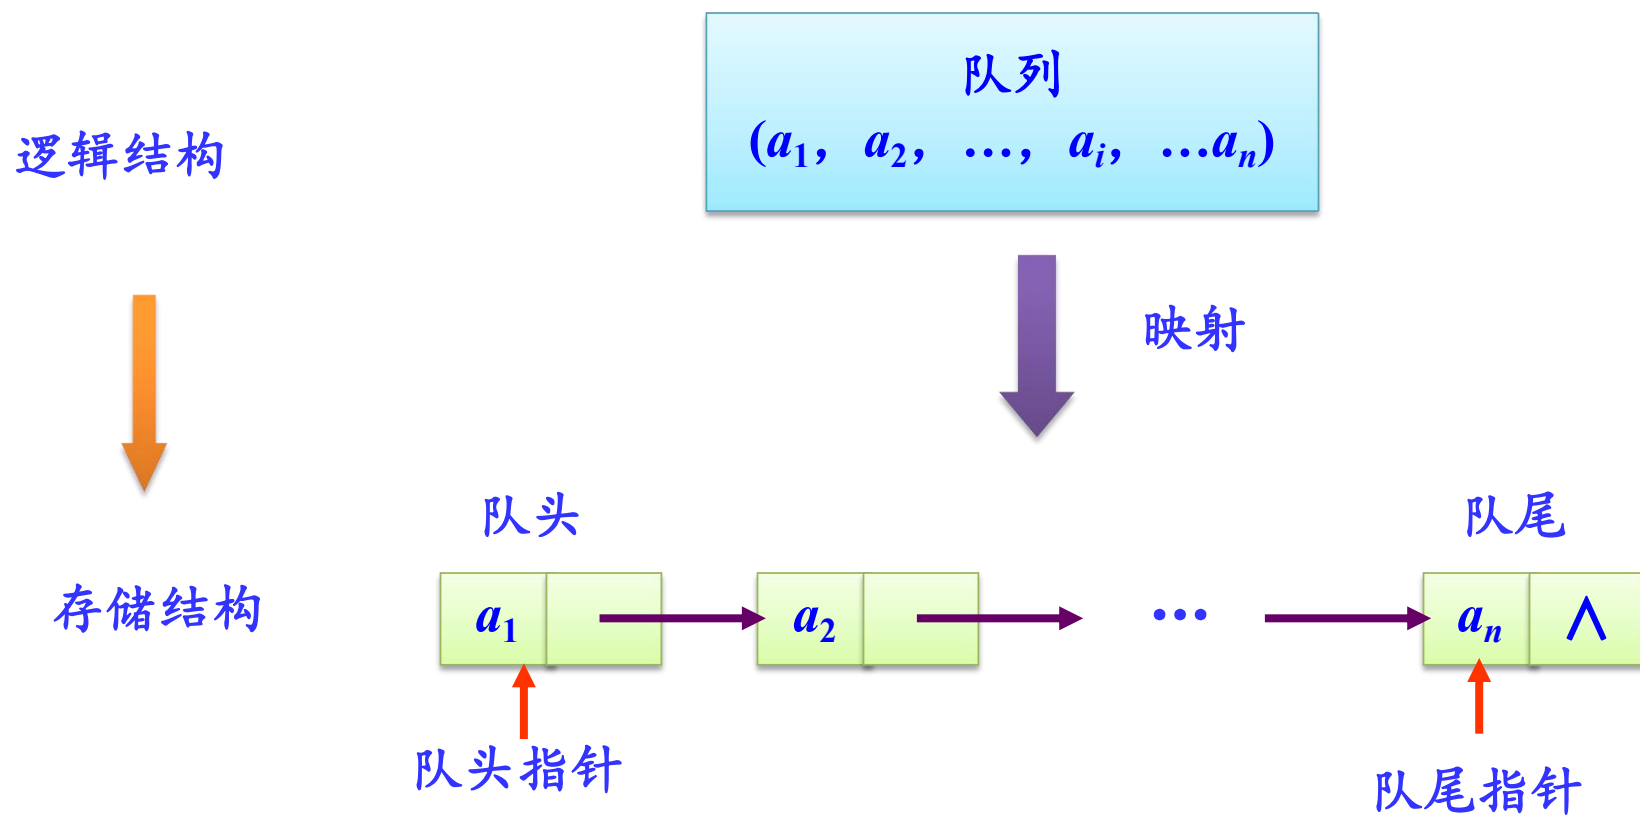 队列
(a₁，a₂，…，aᵢ，…aₙ)
逻辑结构
映射
队头
队尾
存储结构
a₁ a₂ … aₙ ∧
队头指针
队尾指针